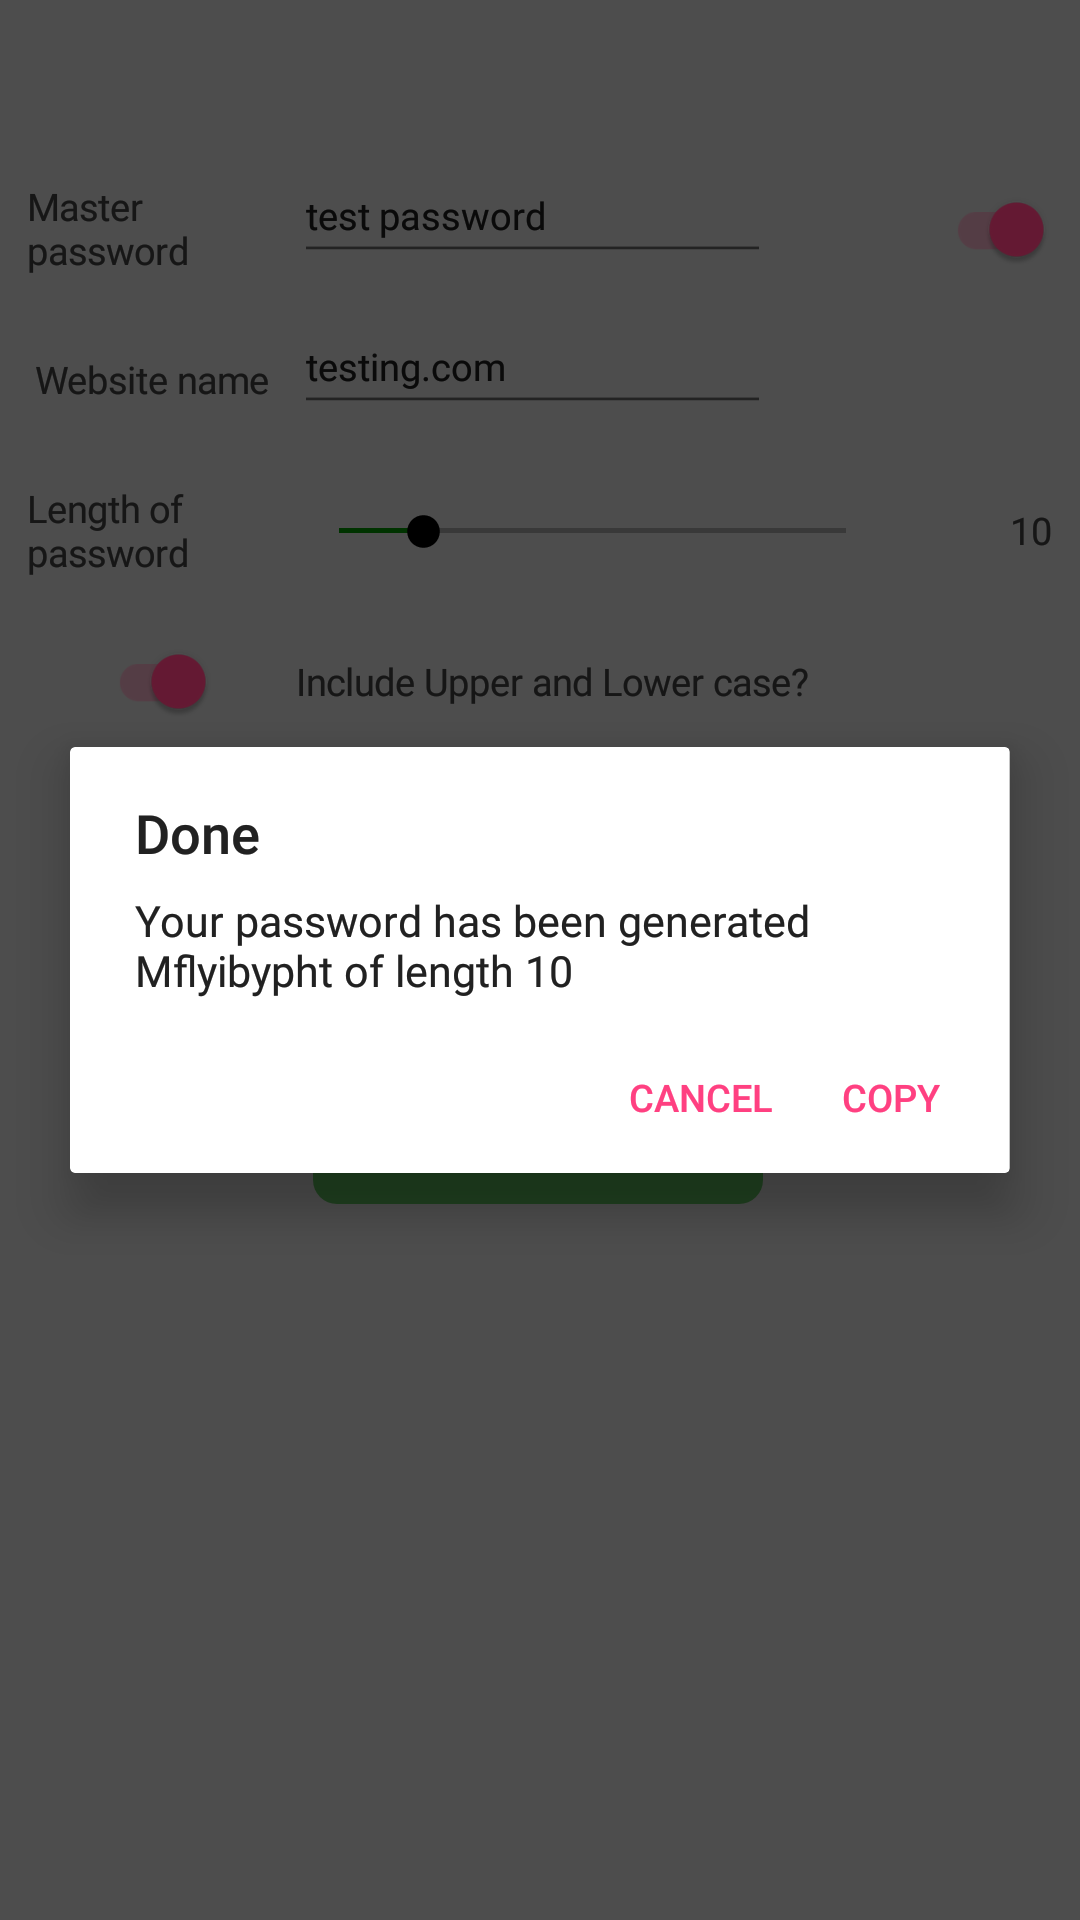 Master
password
test password
Website name
testing.com
Length of
password
10
Include Upper and Lower case?
Done
Your password has been generated
Mflyibypht of length 10
CANCEL
COPY